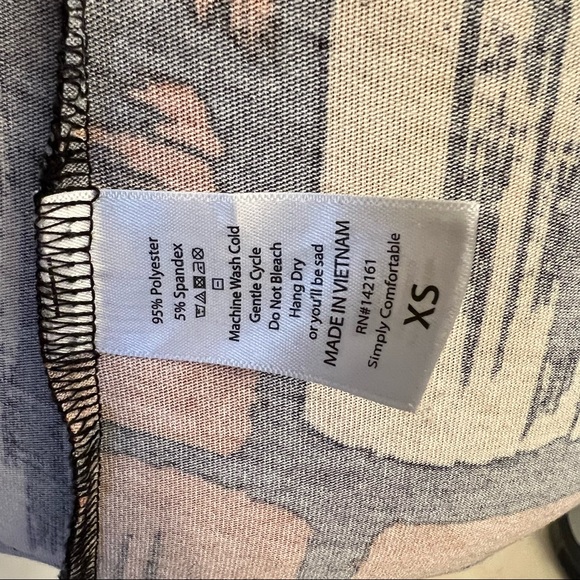 95% Polyester
5% Spandex
Machine Wash Cold
Gentle Cycle
Do Not Bleach
Hang Dry
or you'll be sad
MADE IN VIETNAM
RN#142161
Simply Comfortable
XS